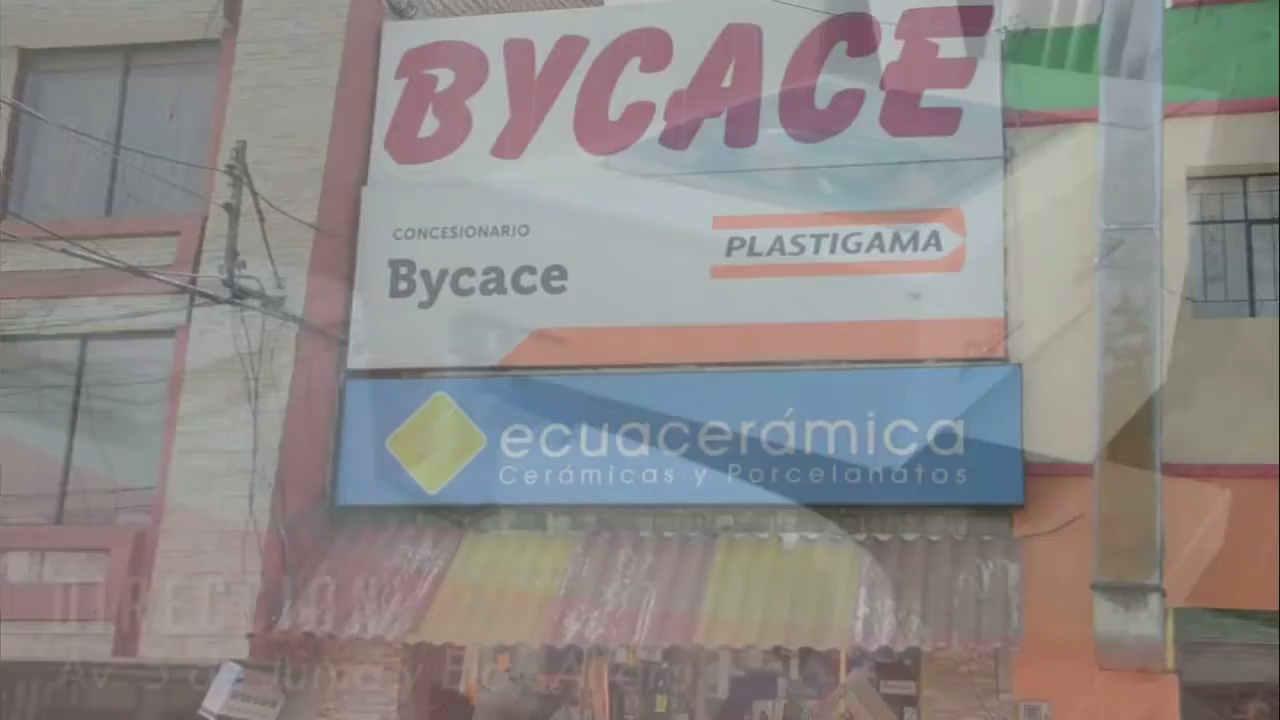 BYCACE
CONCESIONARIO
Bycace
PLASTIGAMA
ecuacerámica
Cerámicas y Porcelanatos